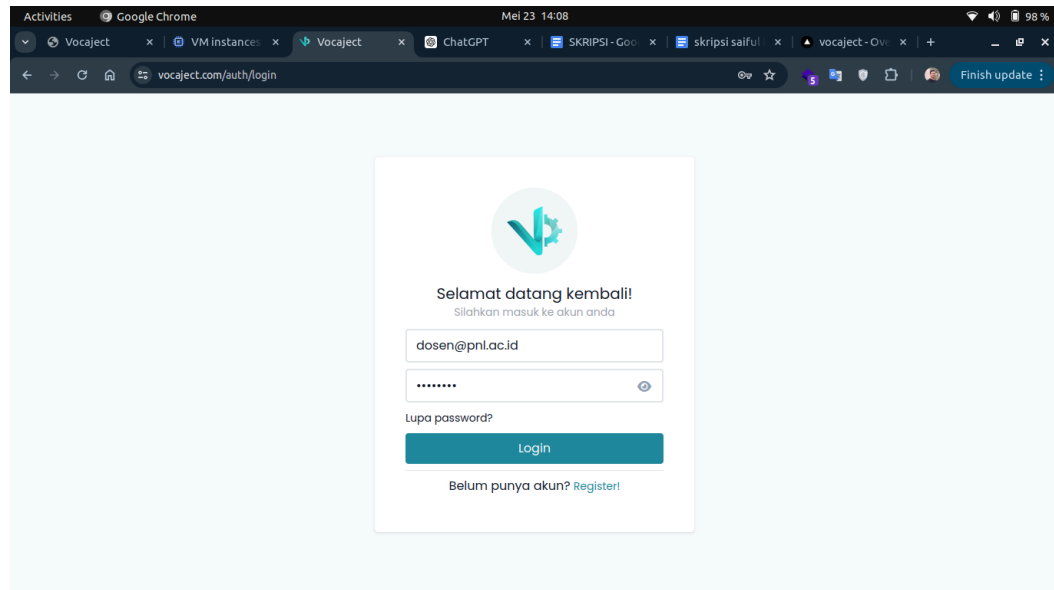 Activities Google Chrome Mei 23 14:08 98 %
Vocaject VM instances Vocaject ChatGPT SKRIPSI - Goo skripsi saiful vocaject - Ove
vocaject.com/auth/login 5 Finish update
Selamat datang kembali!
Silahkan masuk ke akun anda
dosen@pnl.ac.id
••••••••
Lupa password?
Login
Belum punya akun? Register!